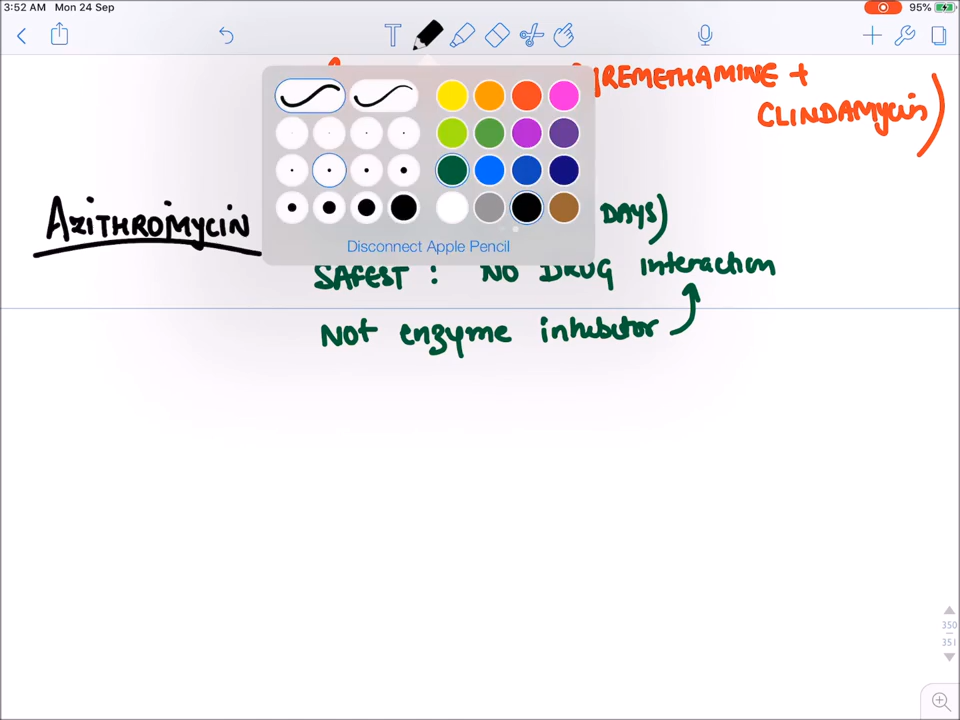 3:52 AM Mon 24 Sep 95%
T
YREMETHAMINE +
CLINDAMYCIN)
AZITHROMYCIN DAYS)
Disconnect Apple Pencil
SAFEST : NO DRUG interaction
Not enzyme inhibitor
350
351